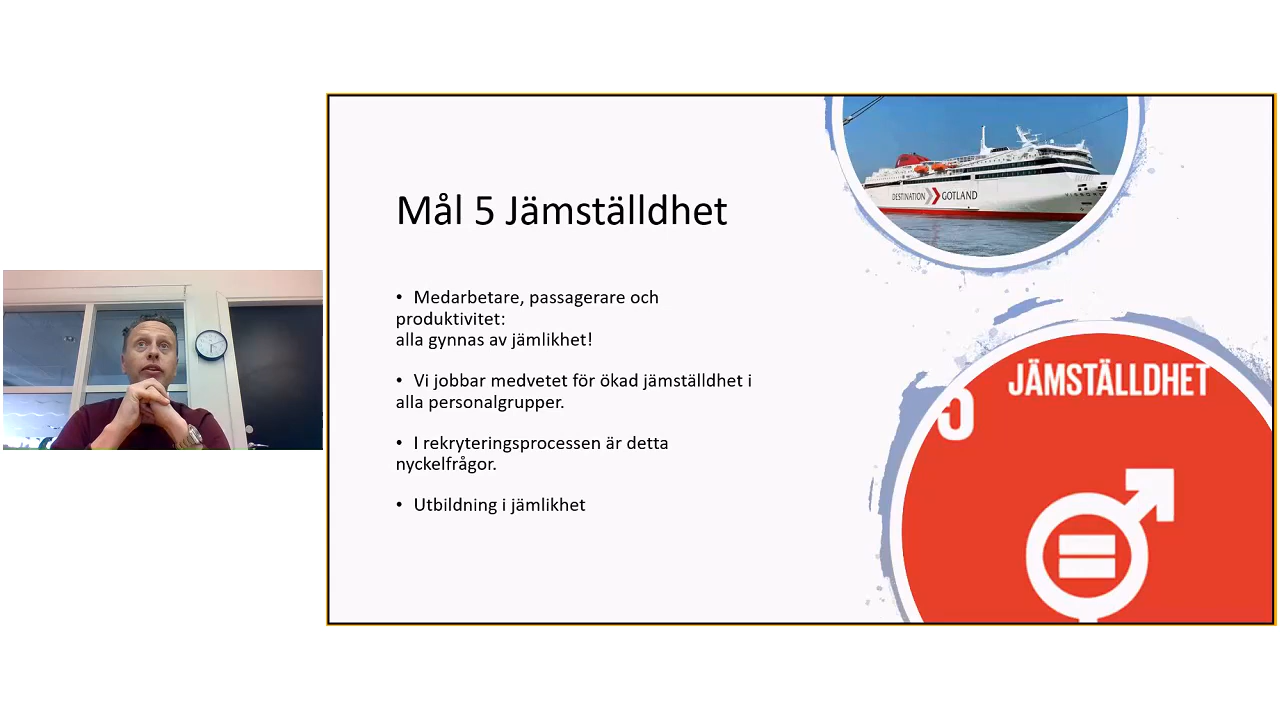 Mål 5 Jämställdhet
• Medarbetare, passagerare och
produktivitet:
alla gynnas av jämlikhet!
• Vi jobbar medvetet för ökad jämställdhet i
alla personalgrupper.
• I rekryteringsprocessen är detta
nyckelfrågor.
• Utbildning i jämlikhet
DESTINATION GOTLAND
5 JÄMSTÄLLDHET